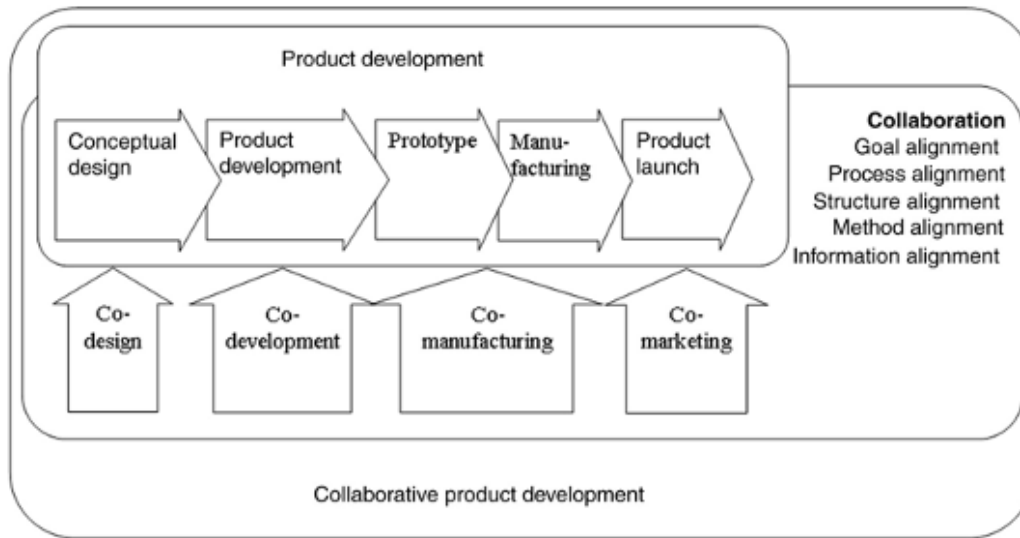 Product development
Conceptual
design
Product
development
Prototype
Manu-
facturing
Product
launch
Collaboration
Goal alignment
Process alignment
Structure alignment
Method alignment
Information alignment
Co-
design
Co-
development
Co-
manufacturing
Co-
marketing
Collaborative product development